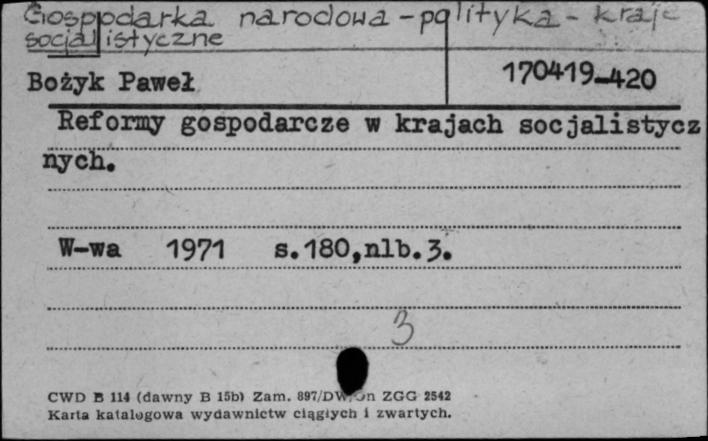 Gospodarka narodowa - polityka - kraje
socjalistyczne
Bożyk Paweł
170419-420
Reformy gospodarcze w krajach socjalistycz
nych.
W-wa 1971 s.180,nlb.3.
3
CWD B 114 (dawny B 15b) Zam. 897/DW/Jn ZGG 2542
Karta katalogowa wydawnictw ciągłych i zwartych.